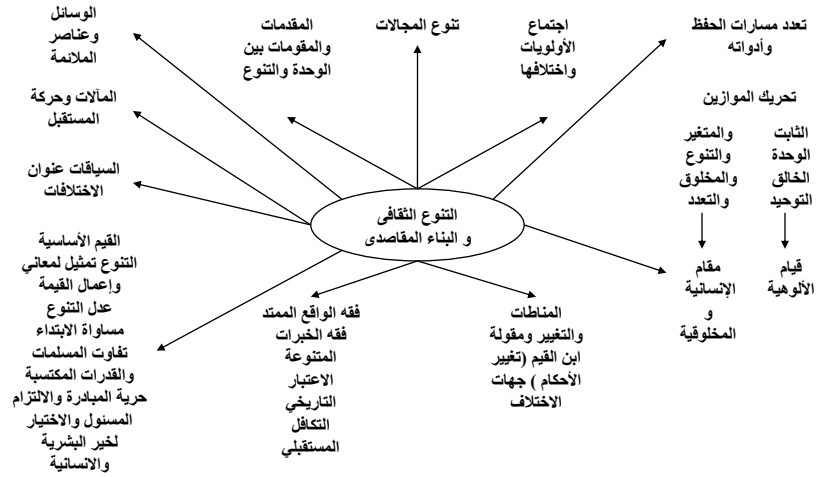 تعدد مسارات الحفظ
وأدواته
اجتماع
الأولويات
واختلافها
تنوع المجالات
المقدمات
والمقومات بين
الوحدة والتنوع
الوسائل
وعناصر
الملائمة
المآلات وحركة
المستقبل
السياقات عنوان
الاختلافات
تحريك الموازين
الثابت
الوحدة
الخالق
التوحيد
والمتغير
والتنوع
والمخلوق
والتعدد
قيام
الألوهية
مقام
الإنسانية
و
المخلوقية
التنوع الثقافى
و البناء المقاصدى
المناطات
والتغيير ومقولة
ابن القيم (تغيير
الأحكام ) جهات
الاختلاف
فقه الواقع الممتد
فقه الخبرات
المتنوعة
الاعتبار
التاريخي
التكافل
المستقبلي
القيم الأساسية
التنوع تمثيل لمعاني
وإعمال القيمة
عدل التنوع
مساواة الابتداء
تفاوت المسلمات
والقدرات المكتسبة
حرية المبادرة والالتزام
المسئول والاختيار
لخير البشرية
والانسانية